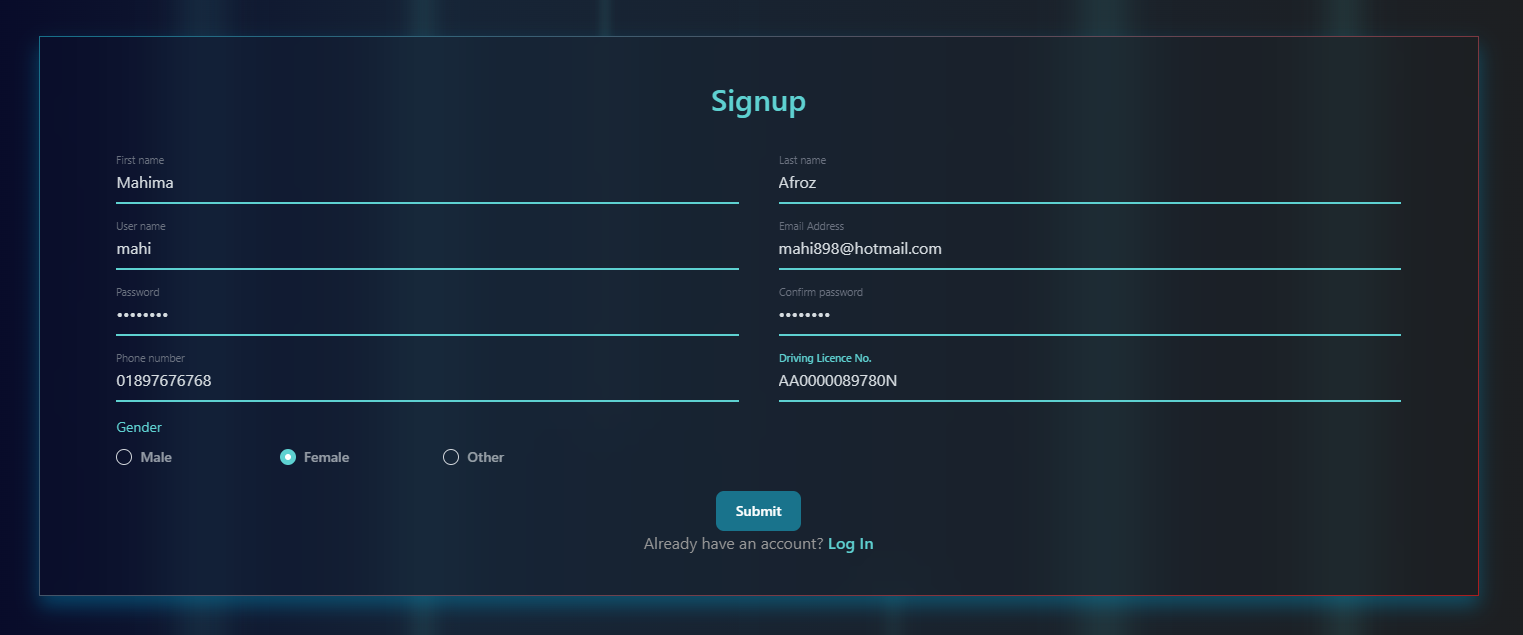 Signup
First name
Mahima
Last name
Afroz
User name
mahi
Email Address
mahi898@hotmail.com
Password
••••••••
Confirm password
••••••••
Phone number
01897676768
Driving Licence No.
AA0000089780N
Gender
Male Female Other
Submit
Already have an account? Log In